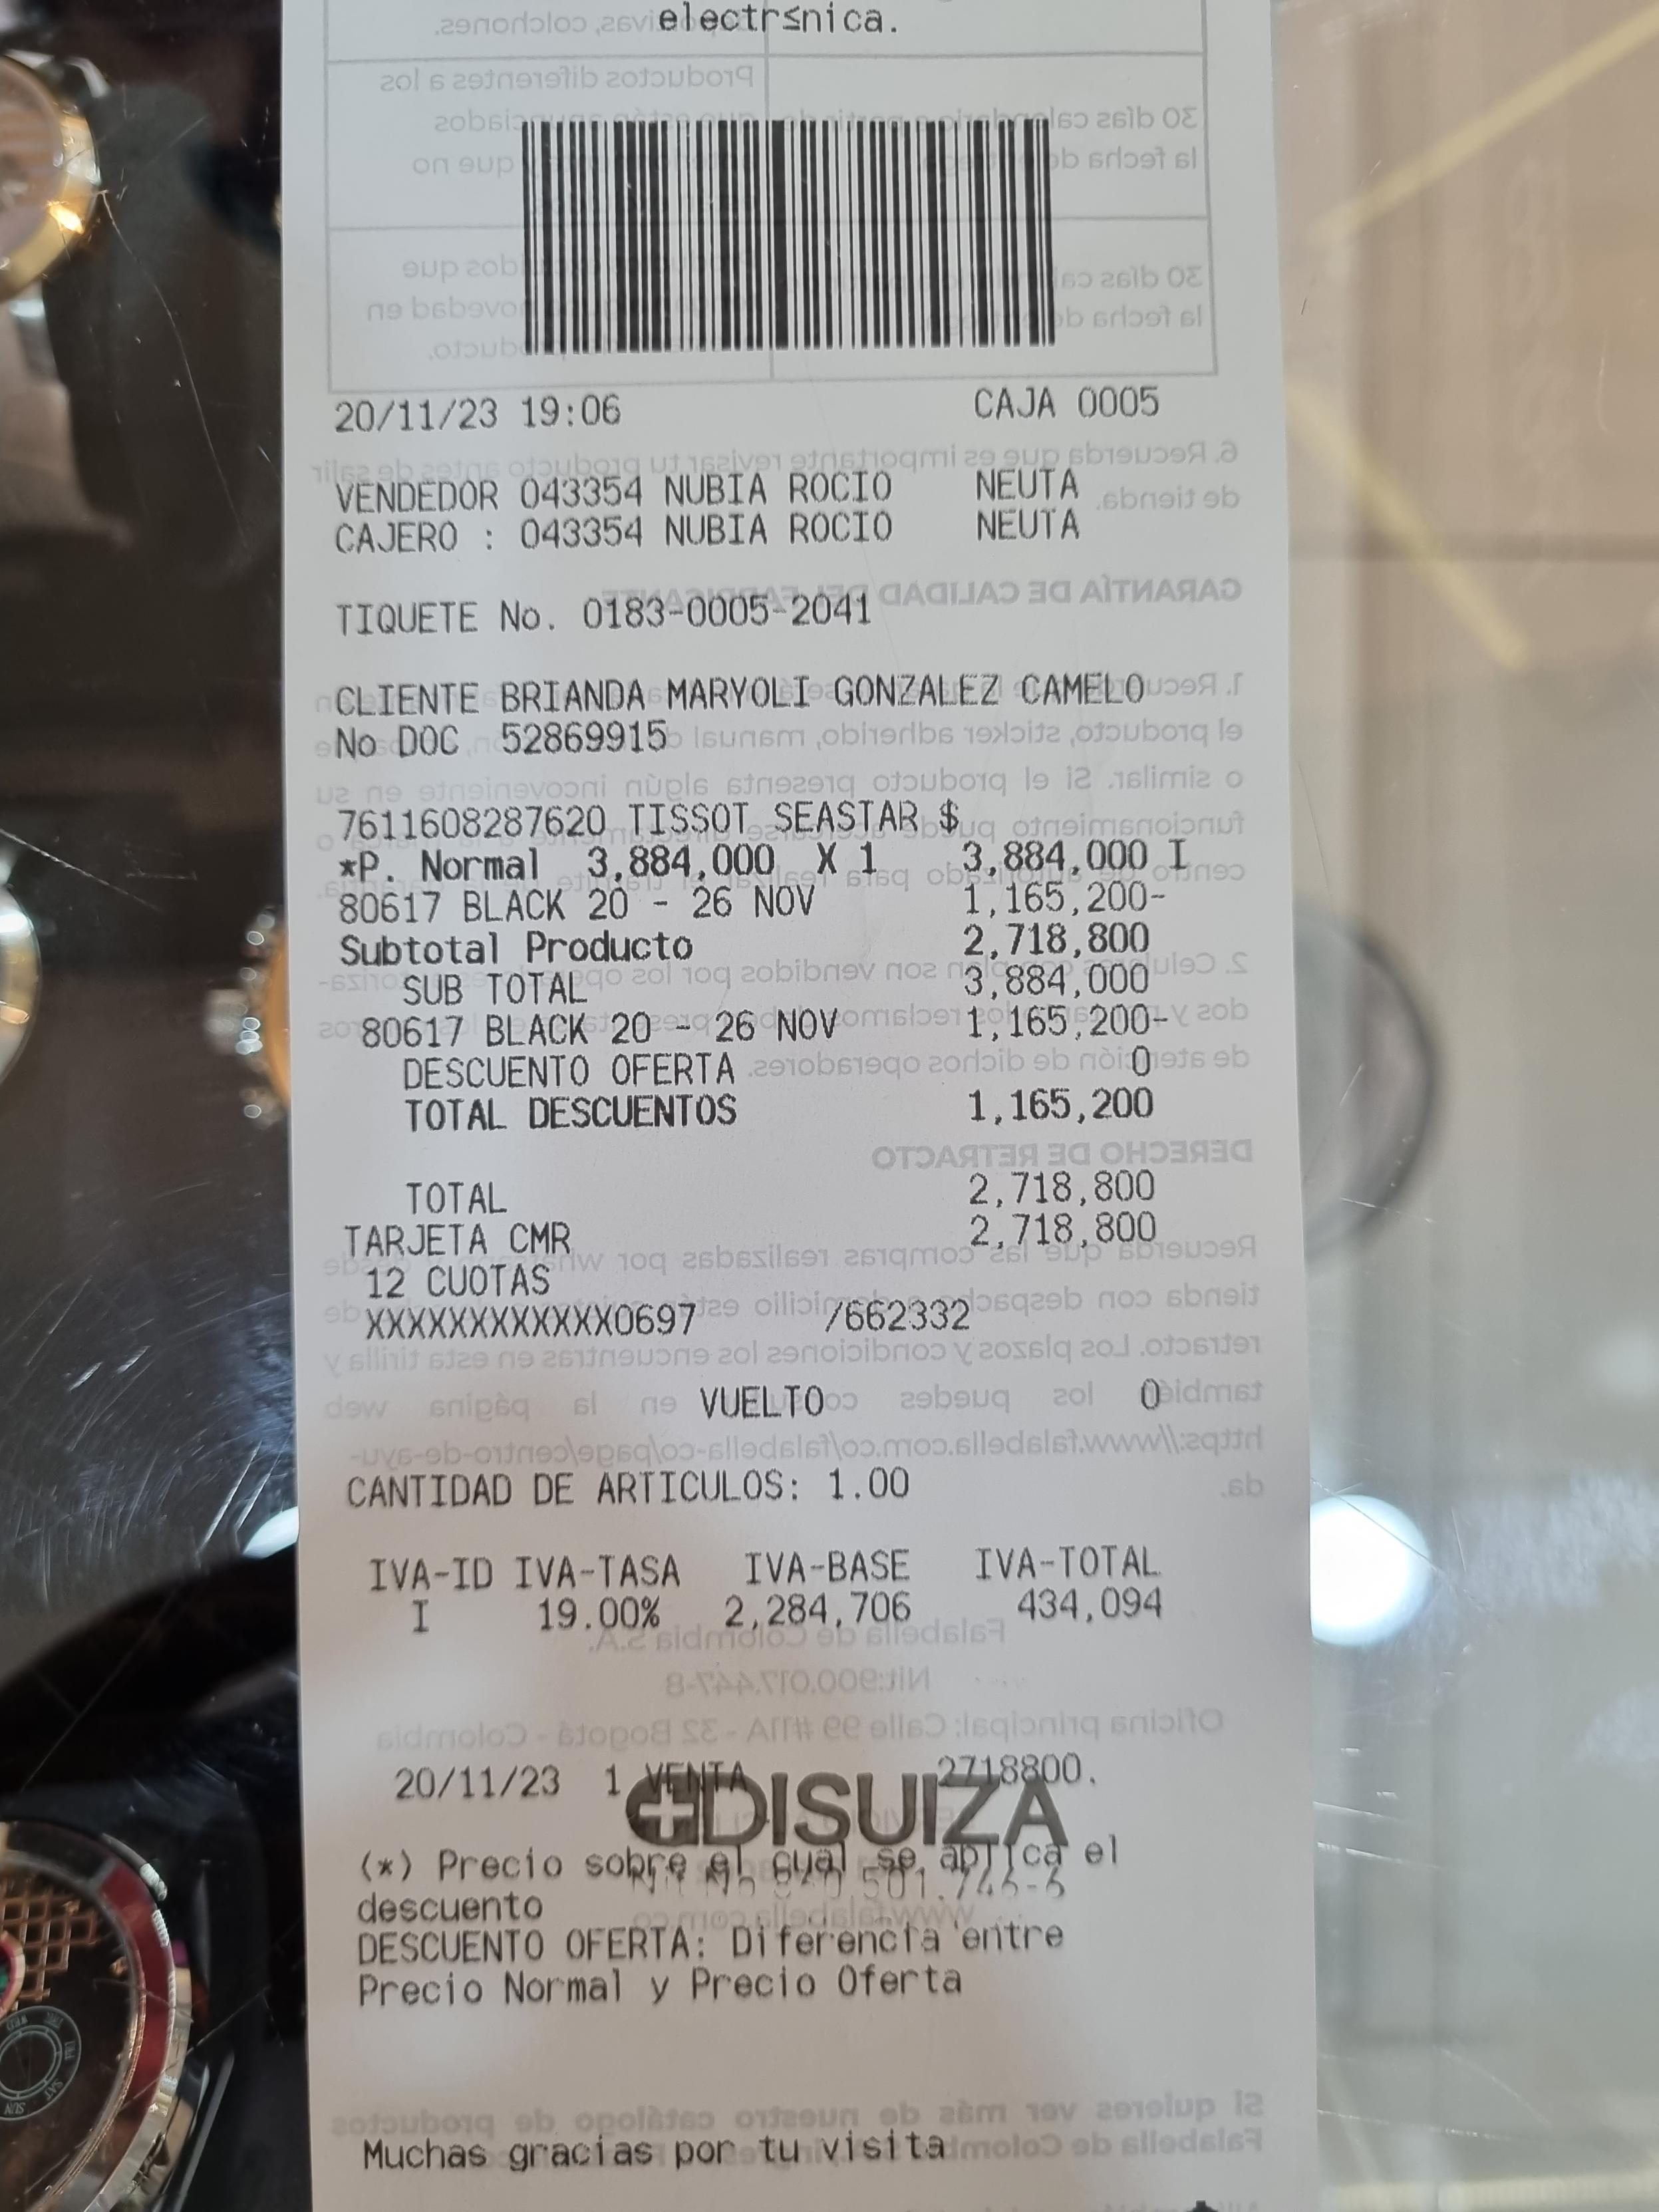 electr≤nica.
20/11/23 19:06 CAJA 0005
VENDEDOR 043354 NUBIA ROCIO NEUTA
CAJERO : 043354 NUBIA ROCIO NEUTA
TIQUETE No. 0183-0005-2041
CLIENTE BRIANDA MARYOLI GONZALEZ CAMELO
No DOC 52869915
7611608287620 TISSOT SEASTAR $
*P. Normal 3,884,000 X 1 3,884,000 I
80617 BLACK 20 - 26 NOV 1,165,200-
Subtotal Producto 2,718,800
SUB TOTAL 3,884,000
80617 BLACK 20 - 26 NOV 1,165,200-
DESCUENTO OFERTA 0
TOTAL DESCUENTOS 1,165,200
TOTAL 2,718,800
TARJETA CMR 2,718,800
12 CUOTAS
XXXXXXXXXXXX0697 /662332
VUELTO 0
CANTIDAD DE ARTICULOS: 1.00
IVA-ID IVA-TASA IVA-BASE IVA-TOTAL
I 19.00% 2,284,706 434,094
20/11/23 1 VENTA 2718800.
DISUIZA
(*) Precio sobre el cual se aplica el
descuento
DESCUENTO OFERTA: Diferencia entre
Precio Normal y Precio Oferta
Muchas gracias por tu visita